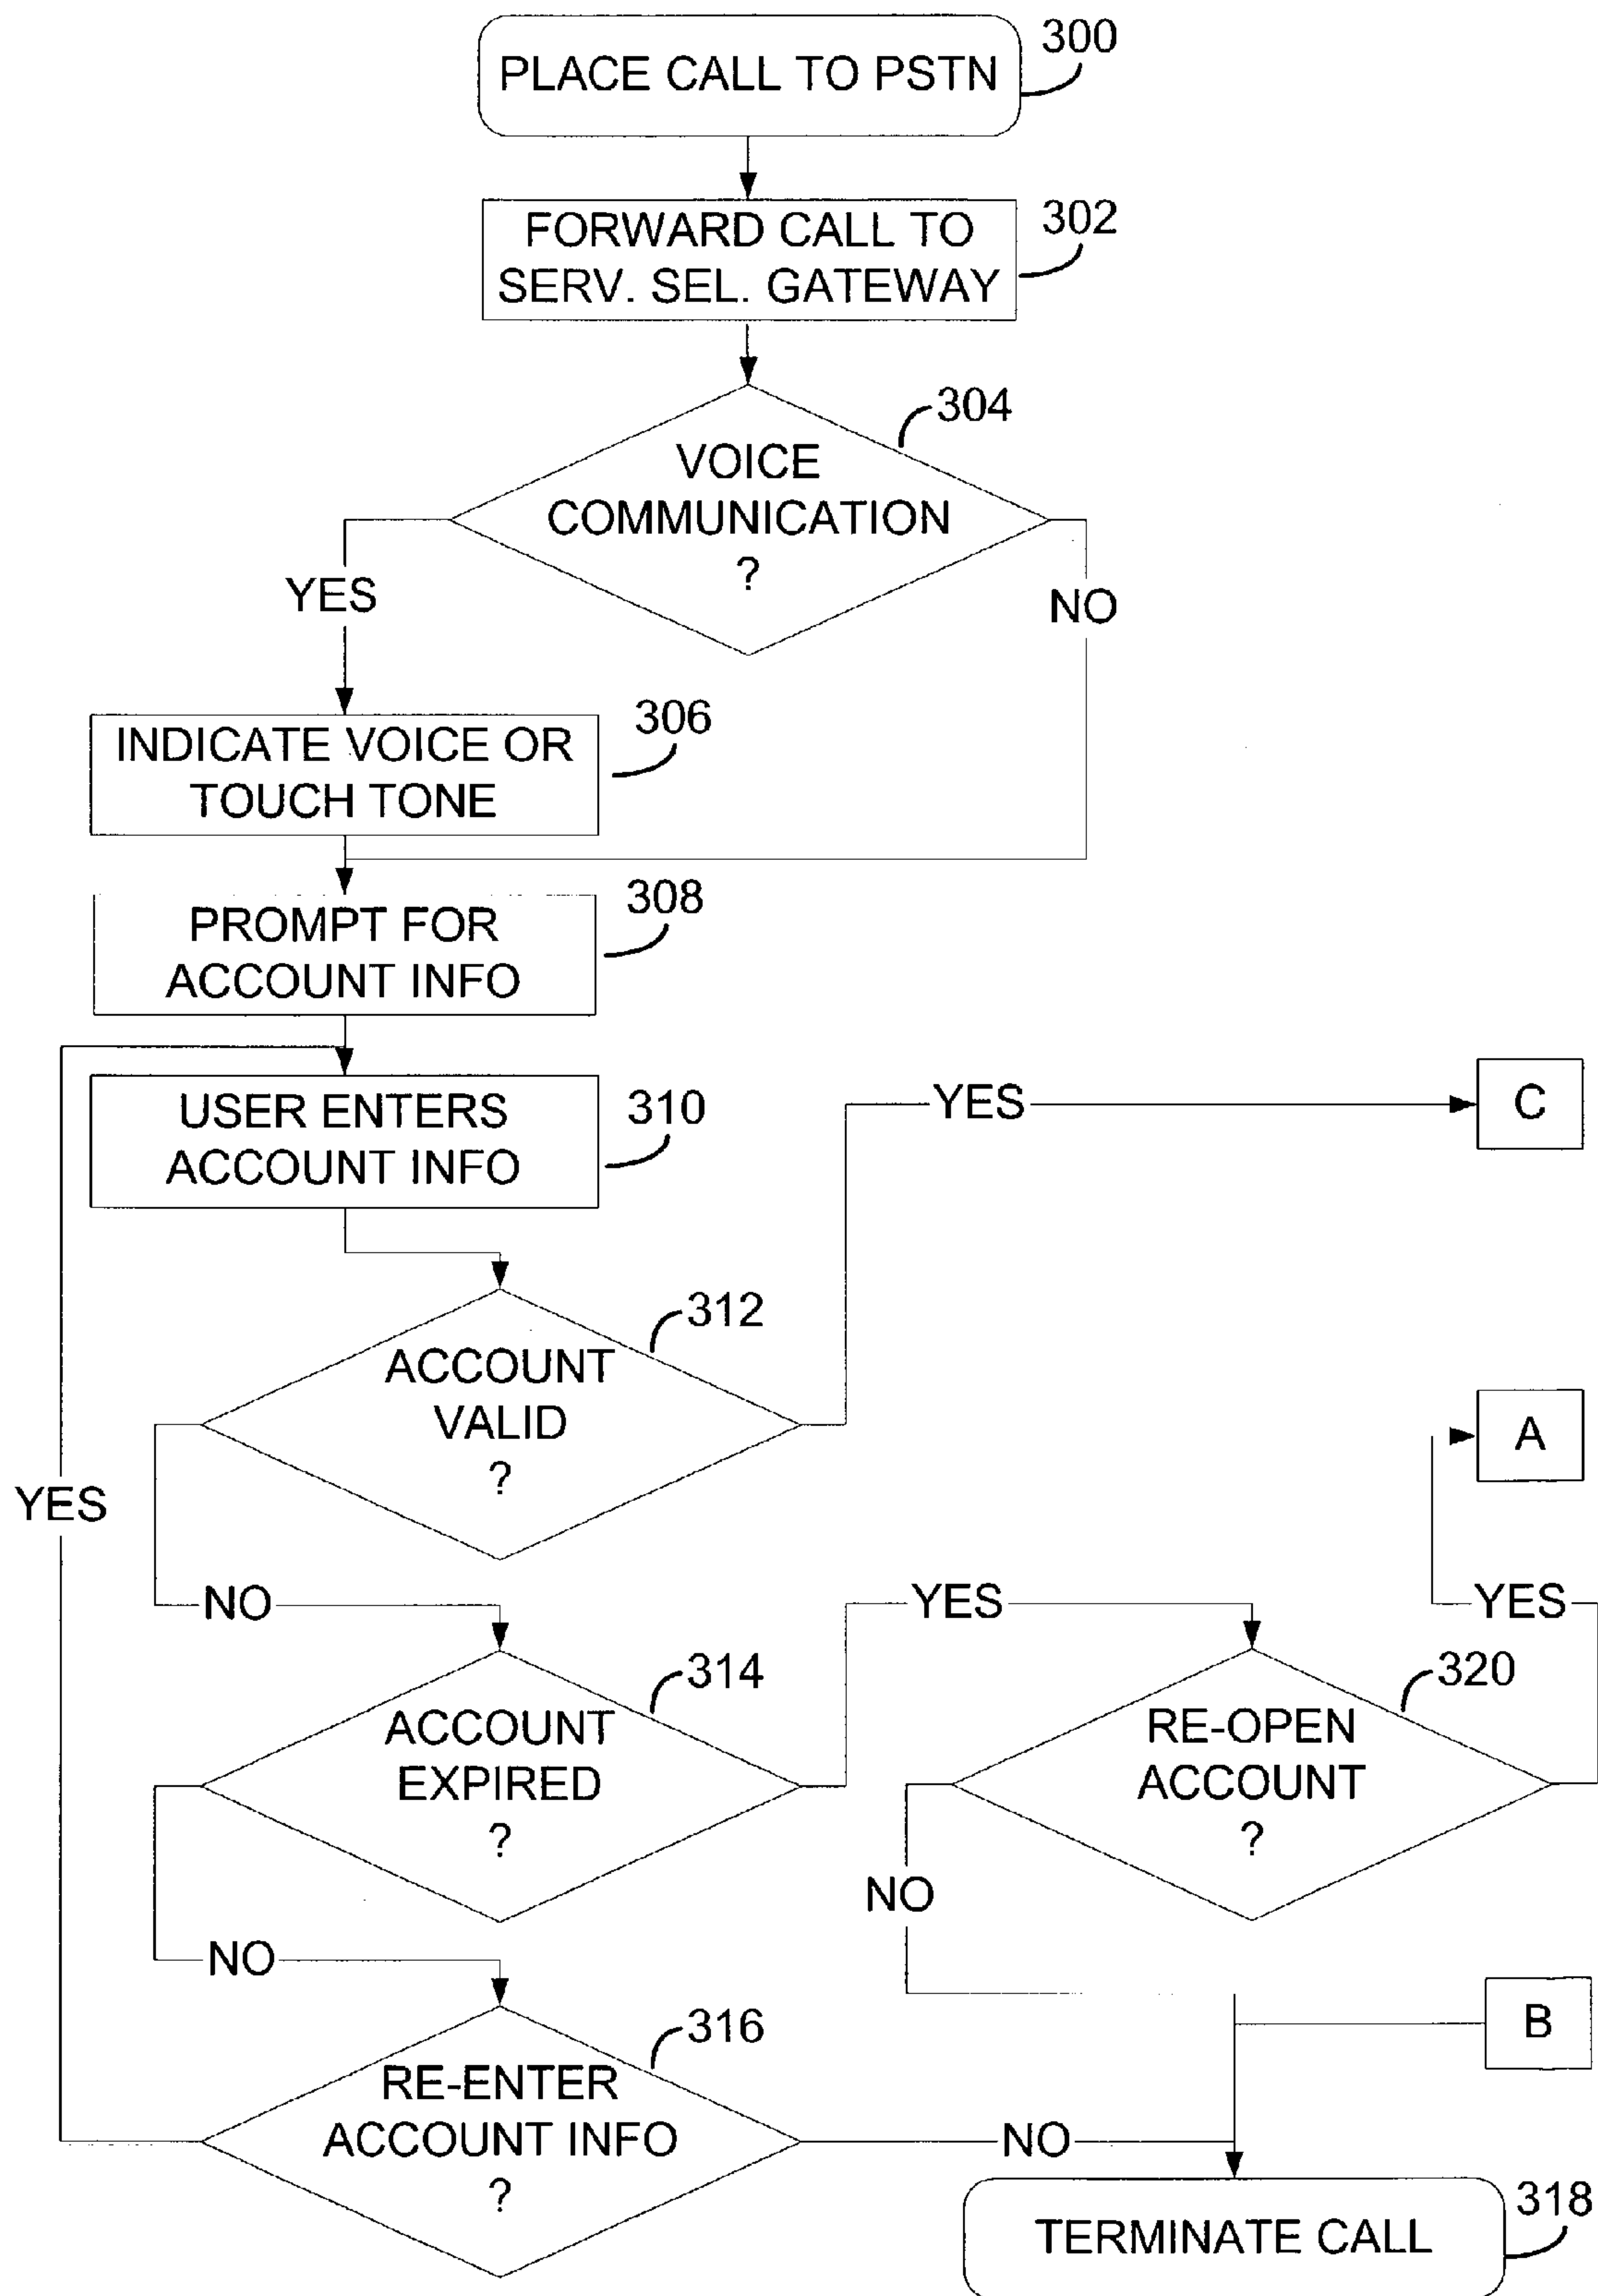 PLACE CALL TO PSTN
300
FORWARD CALL TO
SERV. SEL. GATEWAY
302
304
VOICE
COMMUNICATION
?
YES
NO
306
INDICATE VOICE OR
TOUCH TONE
308
PROMPT FOR
ACCOUNT INFO
310
USER ENTERS
ACCOUNT INFO
YES
C
312
ACCOUNT
VALID
?
A
YES
NO
YES
YES
314
ACCOUNT
EXPIRED
?
320
RE-OPEN
ACCOUNT
?
NO
NO
B
316
RE-ENTER
ACCOUNT INFO
?
NO
318
TERMINATE CALL